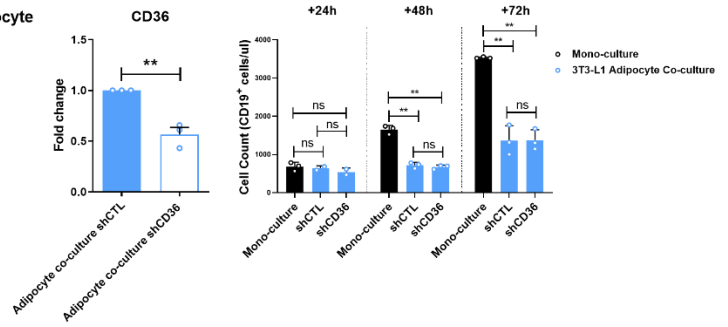 CD36
Fold change
1.5
1.0
0.5
0.0
**
Adipocyte co-culture shCTL
Adipocyte co-culture shCD36
Cell Count (CD19+ cells/ul)
4000
3000
2000
1000
0
+24h
ns
ns
ns
Mono-culture
shCTL
shCD36
+48h
**
**
ns
Mono-culture
shCTL
shCD36
+72h
**
**
ns
Mono-culture
shCTL
shCD36
Mono-culture
3T3-L1 Adipocyte Co-culture